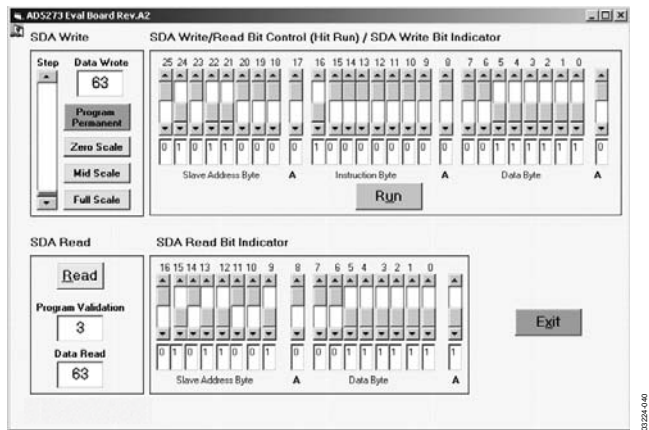 AD5273 Eval Board Rev.A2
SDA Write SDA Write/Read Bit Control (Hit Run) / SDA Write Bit Indicator
Step Data Wrote 25 24 23 22 21 20 19 18 17 16 15 14 13 12 11 10 9 8 7 6 5 4 3 2 1 0
63
Program
Permanent
Zero Scale 0 1 0 1 1 0 0 0 0 1 0 0 0 0 0 0 0 0 0 0 1 1 1 1 1 1 0
Mid Scale Slave Address Byte A Instruction Byte A Data Byte A
Full Scale Run
SDA Read SDA Read Bit Indicator
Read 16 15 14 13 12 11 10 9 8 7 6 5 4 3 2 1 0
Program Validation
3 Exit
Data Read 0 1 0 1 1 0 0 1 0 0 0 1 1 1 1 1 1 1
63 Slave Address Byte A Data Byte A
03224-040